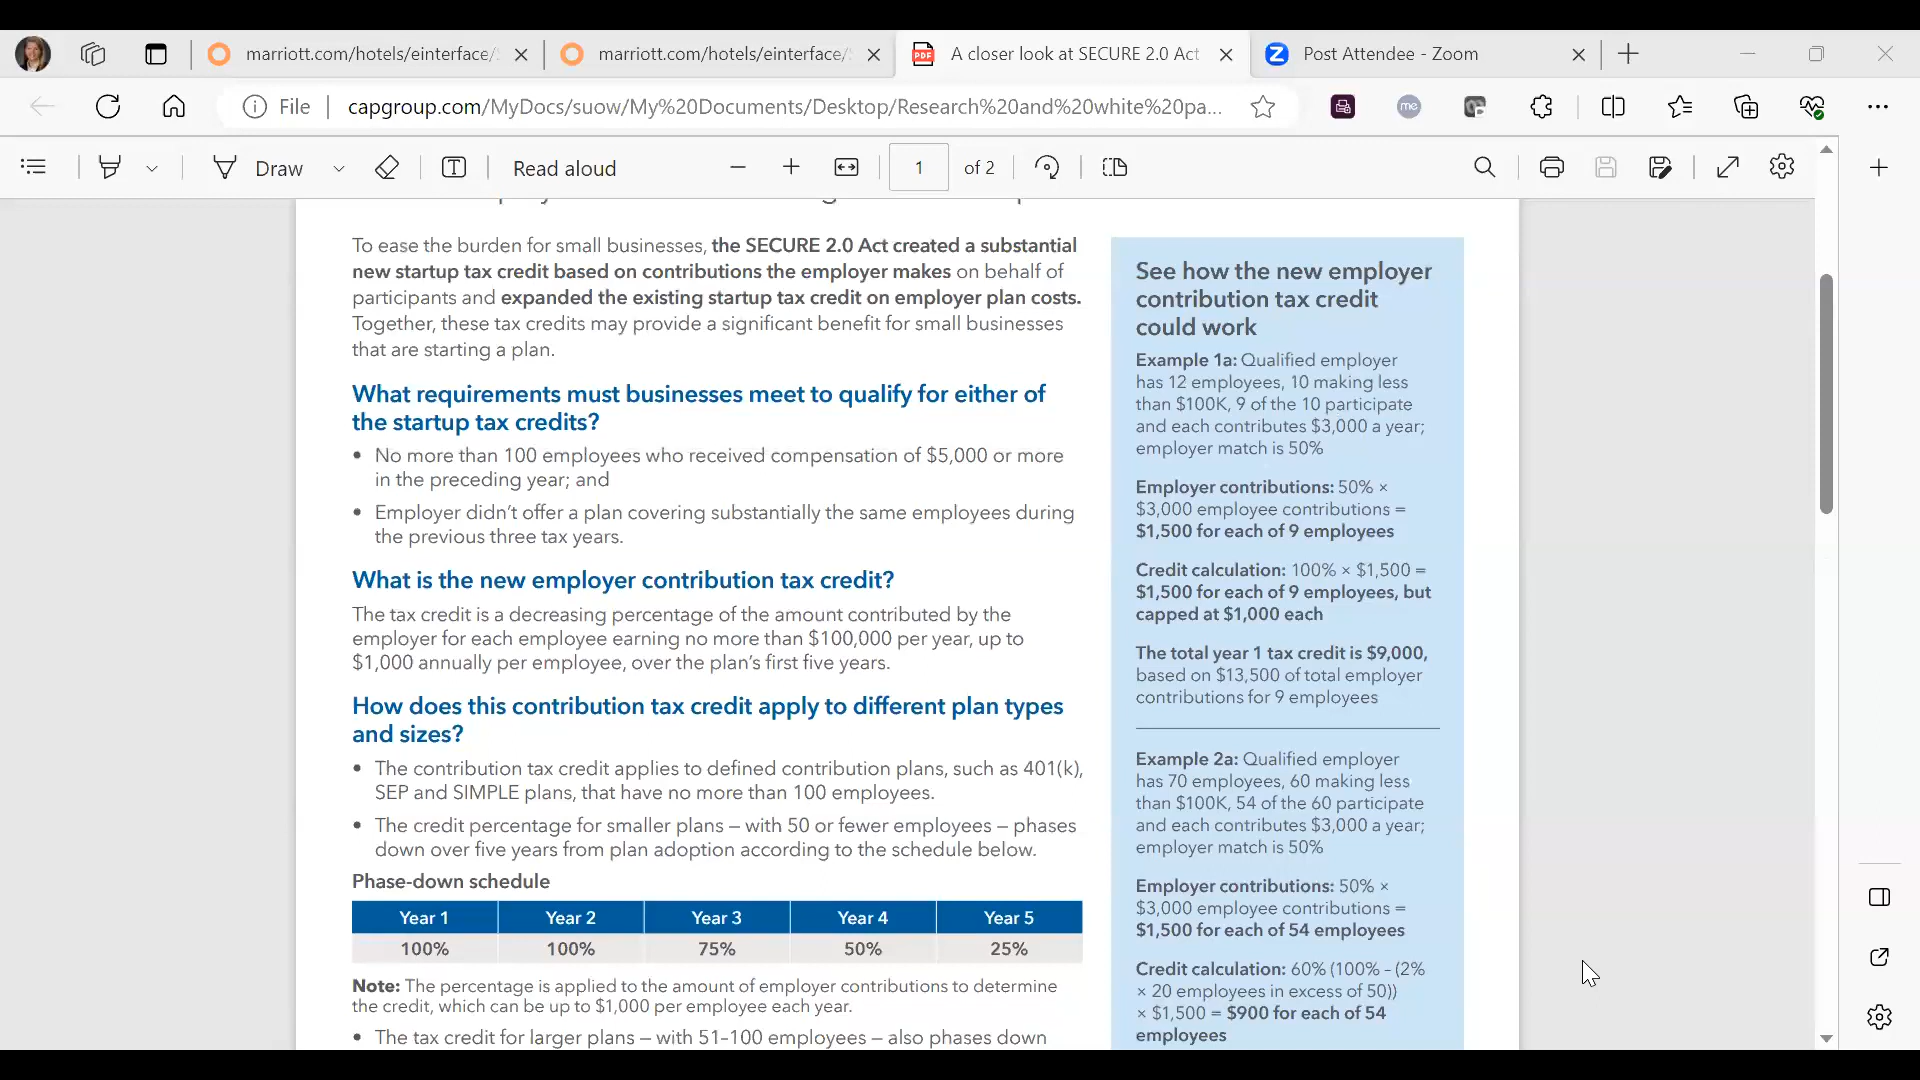 marriott.com/hotels/einterface/
marriott.com/hotels/einterface/
A closer look at SECURE 2.0 Act
Post Attendee - Zoom
File
capgroup.com/MyDocs/suow/My%20Documents/Desktop/Research%20and%20white%20pa...
me
Draw
Read aloud
1
of 2
To ease the burden for small businesses, the SECURE 2.0 Act created a substantial
new startup tax credit based on contributions the employer makes on behalf of
participants and expanded the existing startup tax credit on employer plan costs.
Together, these tax credits may provide a significant benefit for small businesses
that are starting a plan.
What requirements must businesses meet to qualify for either of
the startup tax credits?
• No more than 100 employees who received compensation of $5,000 or more
in the preceding year; and
• Employer didn't offer a plan covering substantially the same employees during
the previous three tax years.
What is the new employer contribution tax credit?
The tax credit is a decreasing percentage of the amount contributed by the
employer for each employee earning no more than $100,000 per year, up to
$1,000 annually per employee, over the plan's first five years.
How does this contribution tax credit apply to different plan types
and sizes?
• The contribution tax credit applies to defined contribution plans, such as 401(k),
SEP and SIMPLE plans, that have no more than 100 employees.
• The credit percentage for smaller plans – with 50 or fewer employees – phases
down over five years from plan adoption according to the schedule below.
Phase-down schedule
Year 1 Year 2 Year 3 Year 4 Year 5
100% 100% 75% 50% 25%
Note: The percentage is applied to the amount of employer contributions to determine
the credit, which can be up to $1,000 per employee each year.
• The tax credit for larger plans – with 51–100 employees – also phases down
See how the new employer
contribution tax credit
could work
Example 1a: Qualified employer
has 12 employees, 10 making less
than $100K, 9 of the 10 participate
and each contributes $3,000 a year;
employer match is 50%
Employer contributions: 50% ×
$3,000 employee contributions =
$1,500 for each of 9 employees
Credit calculation: 100% × $1,500 =
$1,500 for each of 9 employees, but
capped at $1,000 each
The total year 1 tax credit is $9,000,
based on $13,500 of total employer
contributions for 9 employees
Example 2a: Qualified employer
has 70 employees, 60 making less
than $100K, 54 of the 60 participate
and each contributes $3,000 a year;
employer match is 50%
Employer contributions: 50% ×
$3,000 employee contributions =
$1,500 for each of 54 employees
Credit calculation: 60% (100% – (2%
× 20 employees in excess of 50))
× $1,500 = $900 for each of 54
employees